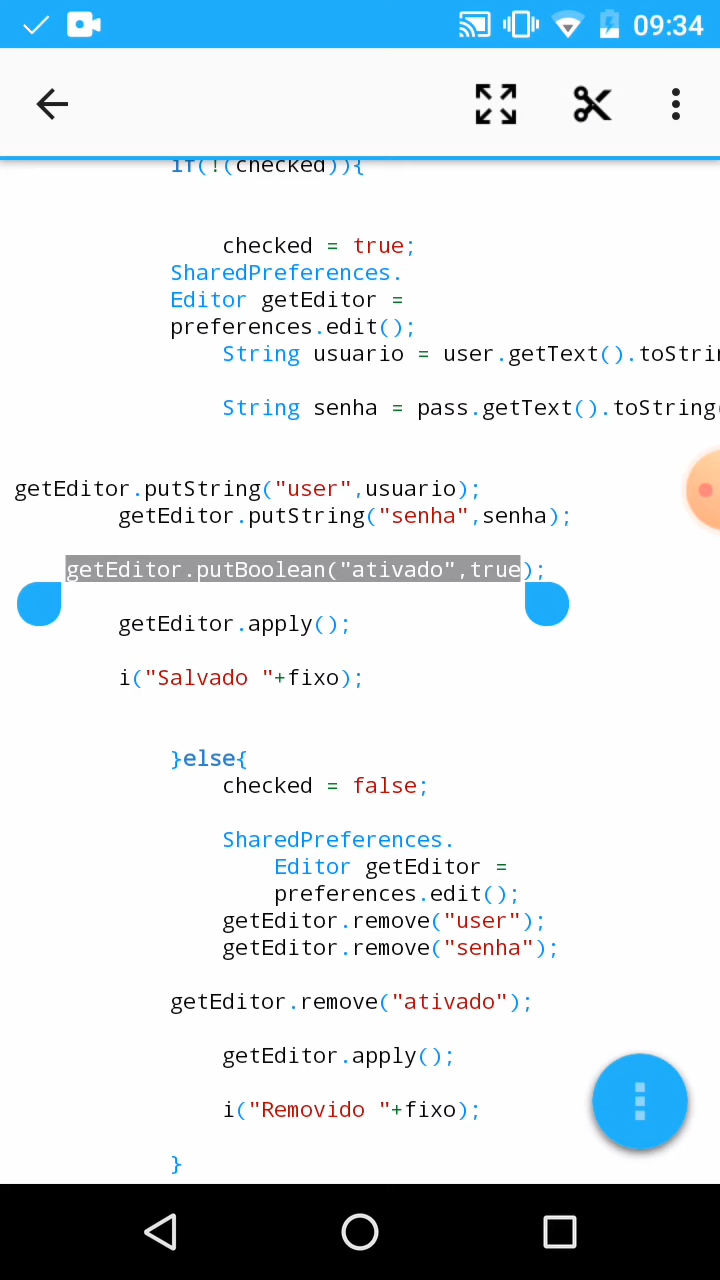 09:34
if(!(checked)){
checked = true;
SharedPreferences.
Editor getEditor =
preferences.edit();
String usuario = user.getText().toStrin
String senha = pass.getText().toString(
getEditor.putString("user",usuario);
getEditor.putString("senha",senha);
getEditor.putBoolean("ativado",true);
getEditor.apply();
i("Salvado "+fixo);
}else{
checked = false;
SharedPreferences.
Editor getEditor =
preferences.edit();
getEditor.remove("user");
getEditor.remove("senha");
getEditor.remove("ativado");
getEditor.apply();
i("Removido "+fixo);
}